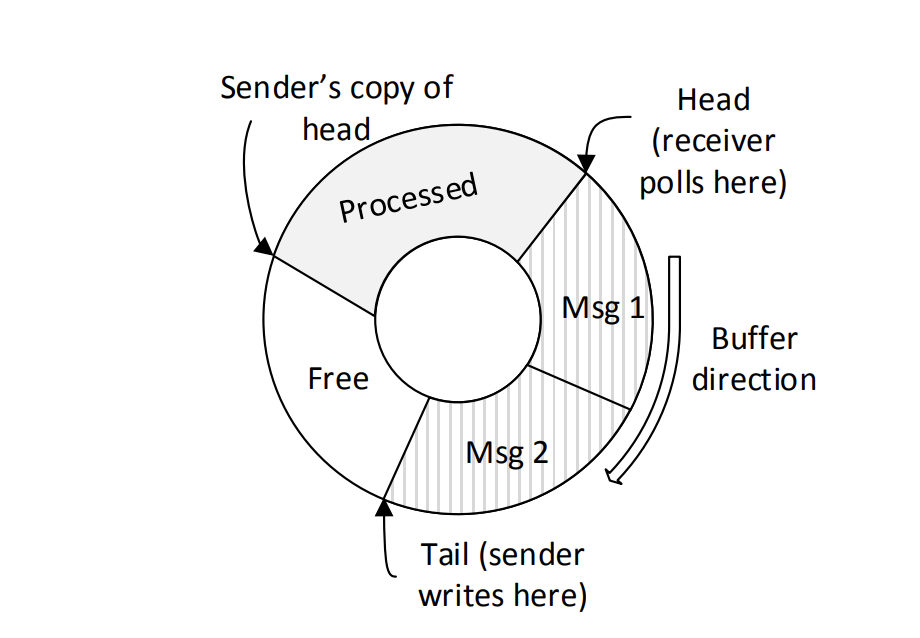 Sender’s copy of
head
Head
(receiver
polls here)
Processed
Msg 1
Buffer
direction
Free
Msg 2
Tail (sender
writes here)